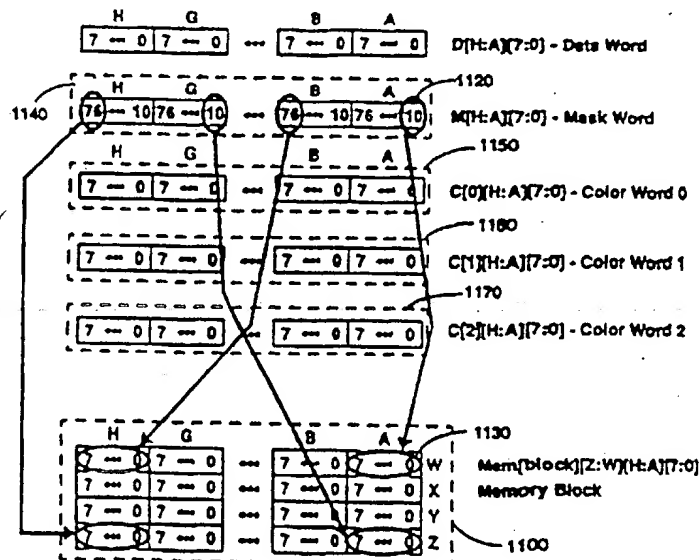 H G B A
7 ••• 0 7 ••• 0 ••• 7 ••• 0 7 ••• 0 D[H:A][7:0] - Data Word
1120
H G B A
1140 76 ••• 10 76 ••• 10 ••• 76 ••• 10 76 ••• 10 M[H:A][7:0] - Mask Word
1150
H G B A
7 ••• 0 7 ••• 0 ••• 7 ••• 0 7 ••• 0 C[0][H:A][7:0] - Color Word 0
1160
7 ••• 0 7 ••• 0 ••• 7 ••• 0 7 ••• 0 C[1][H:A][7:0] - Color Word 1
1170
7 ••• 0 7 ••• 0 ••• 7 ••• 0 7 ••• 0 C[2][H:A][7:0] - Color Word 2
1130
H G B A
7 ••• 0 7 ••• 0 ••• 7 ••• 0 7 ••• 0 W Mem[block][Z:W][H:A][7:0]
7 ••• 0 7 ••• 0 ••• 7 ••• 0 7 ••• 0 X Memory Block
7 ••• 0 7 ••• 0 ••• 7 ••• 0 7 ••• 0 Y
7 ••• 0 7 ••• 0 ••• 7 ••• 0 7 ••• 0 Z
1100